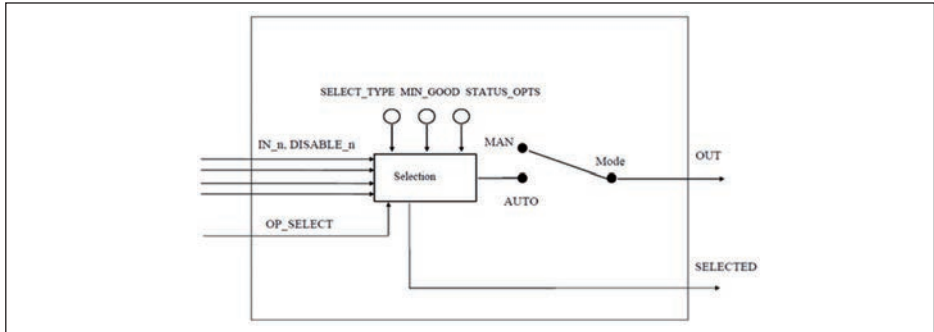 SELECT_TYPE MIN_GOOD STATUS_OPTS
IN_n, DISABLE_n
MAN
Mode
OUT
Selection
AUTO
OP_SELECT
SELECTED